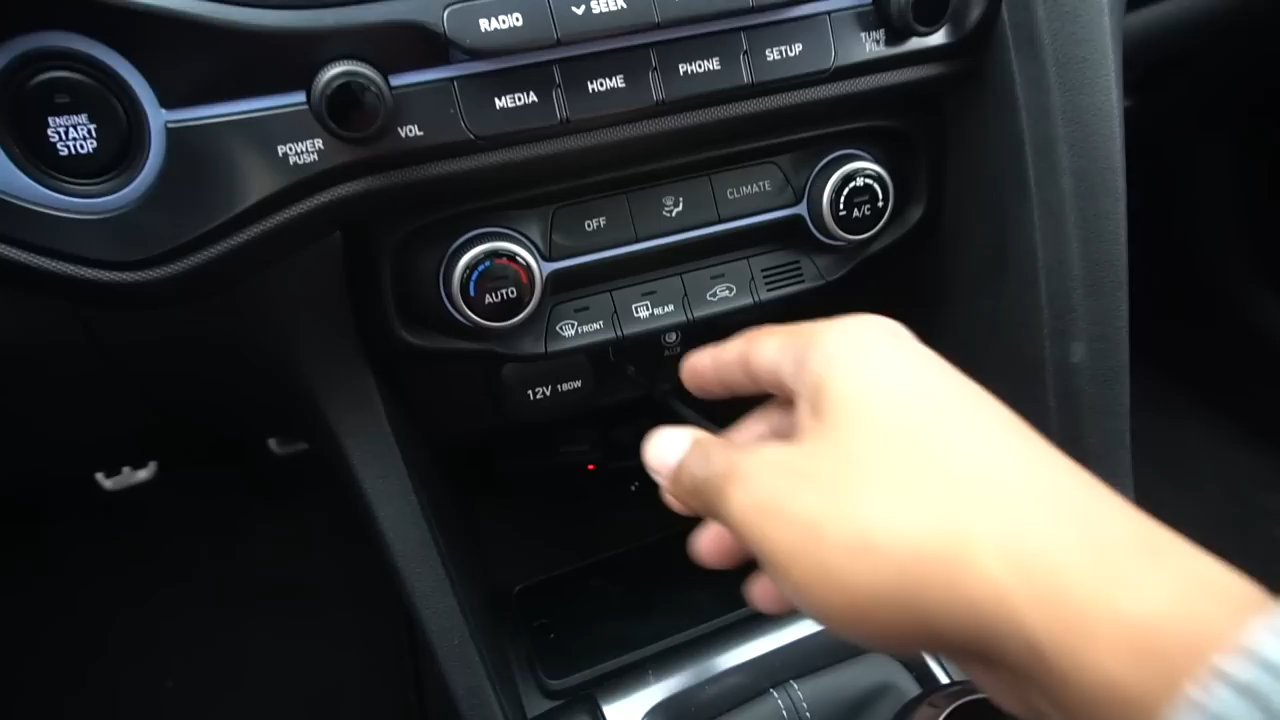 RADIO
SEEK
ENGINE
START
STOP
POWER
PUSH
VOL
MEDIA
HOME
PHONE
SETUP
TUNE
FILE
OFF
CLIMATE
A/C
AUTO
FRONT
REAR
AUX
12V 180W